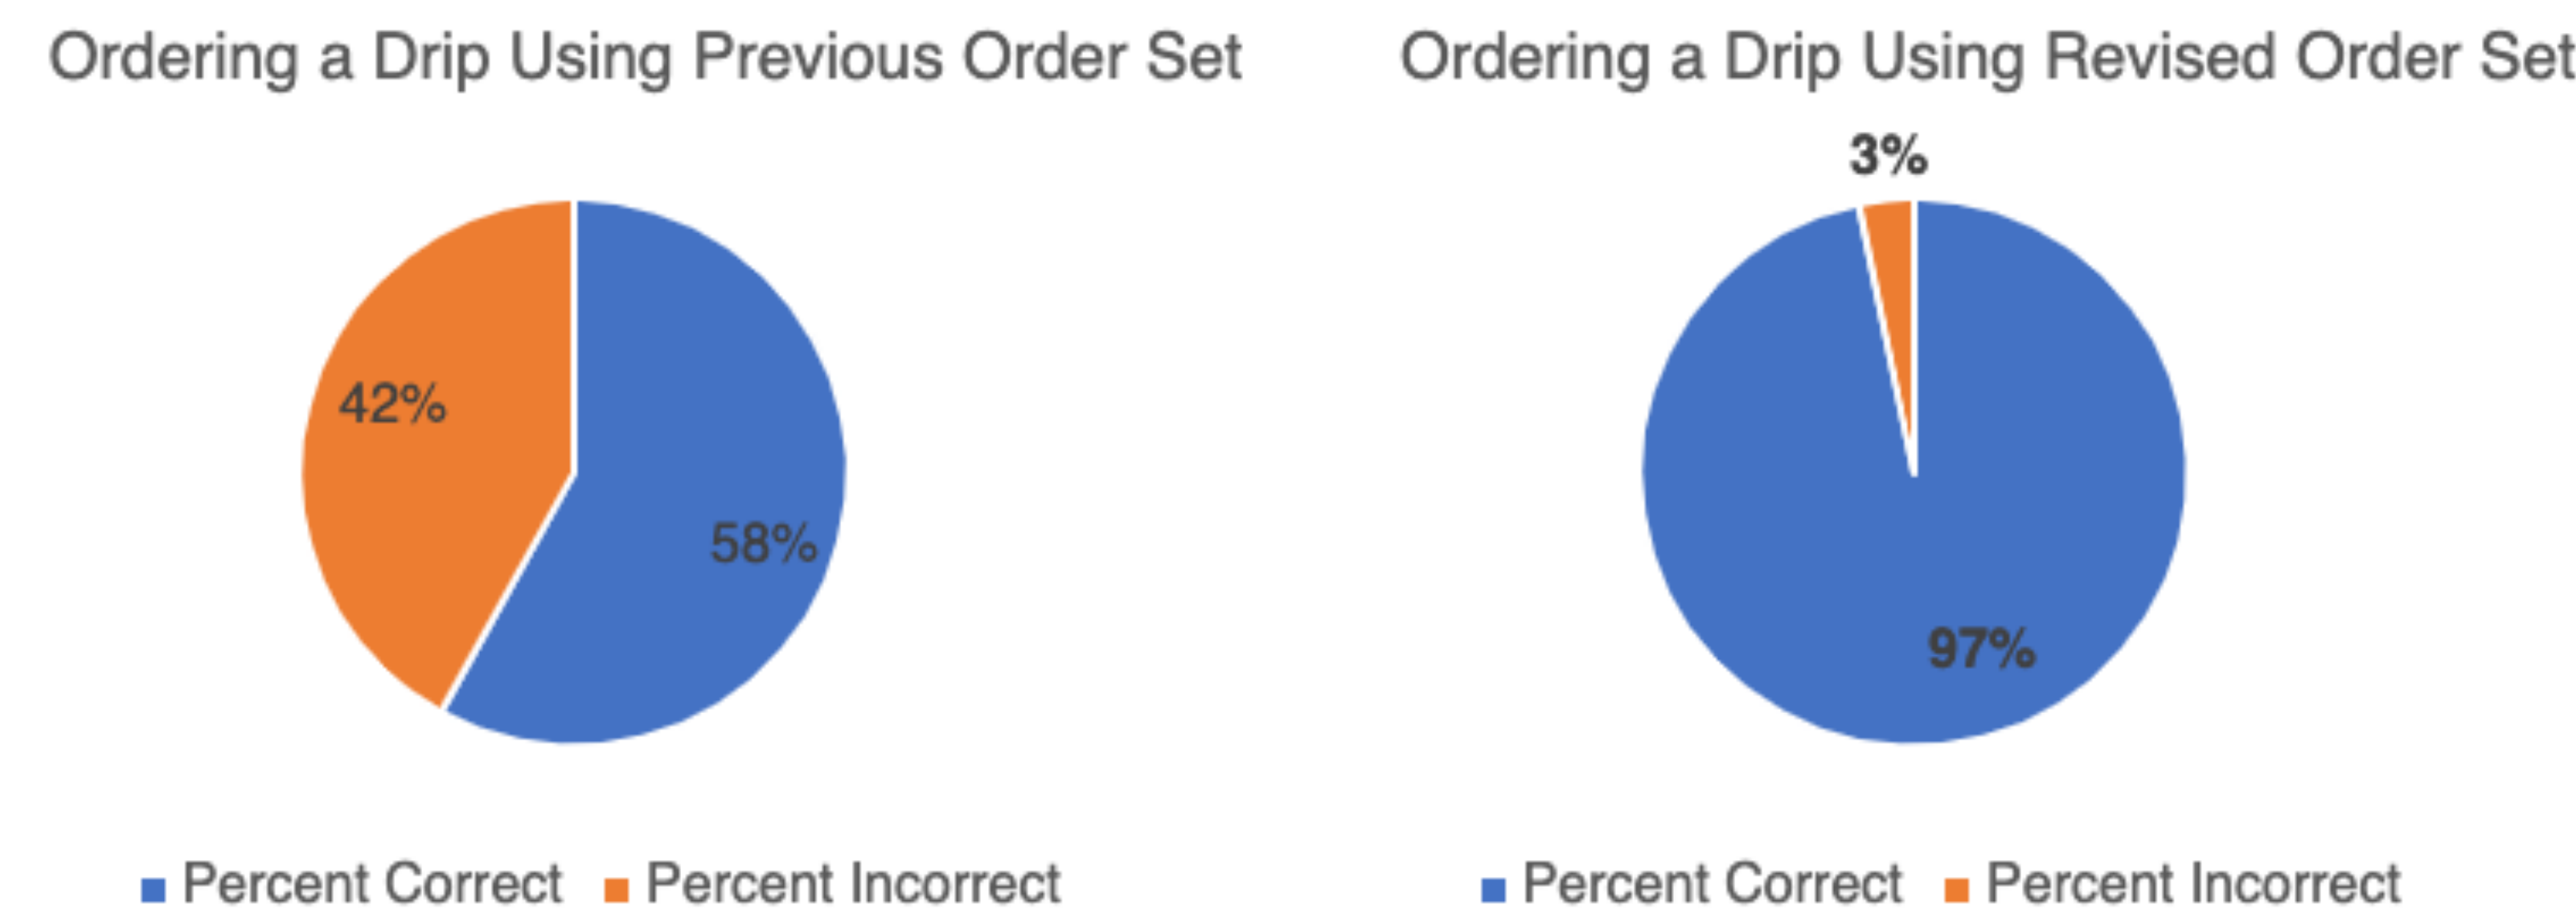 Ordering a Drip Using Previous Order Set
42%
58%
Percent Correct Percent Incorrect
Ordering a Drip Using Revised Order Set
3%
97%
Percent Correct Percent Incorrect